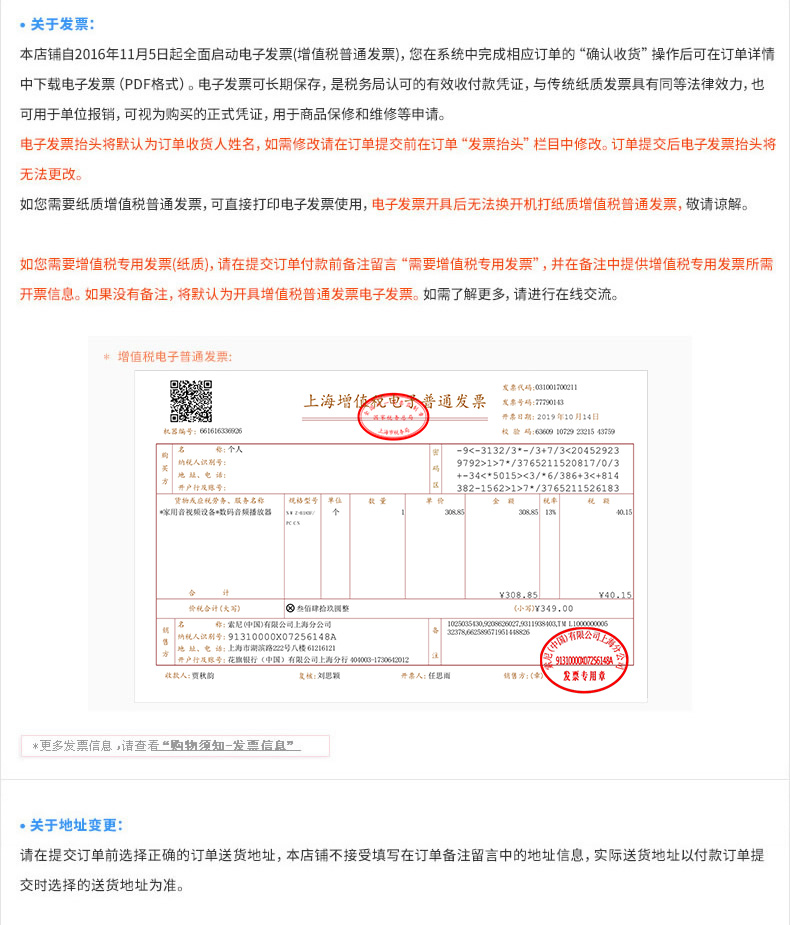 • 关于发票:
本店铺自2016年11月5日起全面启动电子发票(增值税普通发票), 您在系统中完成相应订单的 “确认收货” 操作后可在订单详情
中下载电子发票 (PDF格式) 。电子发票可长期保存, 是税务局认可的有效收付款凭证, 与传统纸质发票具有同等法律效力, 也
可用于单位报销, 可视为购买的正式凭证, 用于商品保修和维修等申请。
电子发票抬头将默认为订单收货人姓名, 如需修改请在订单提交前在订单 “发票抬头” 栏目中修改。订单提交后电子发票抬头将
无法更改。
如您需要纸质增值税普通发票, 可直接打印电子发票使用, 电子发票开具后无法换开机打纸质增值税普通发票, 敬请谅解。
如您需要增值税专用发票(纸质), 请在提交订单付款前备注留言 “需要增值税专用发票” , 并在备注中提供增值税专用发票所需
开票信息。如果没有备注, 将默认为开具增值税普通发票电子发票。如需了解更多, 请进行在线交流。
* 增值税电子普通发票:
上海增值税电子普通发票
发票代码:031001700211
发票号码:77790143
开票日期: 2019年10月14日
校 验 码:63609 10729 23215 43759
机器编号: 661616336926
购买方
名 称: 个人
纳税人识别号:
地 址、电 话:
开户行及账号:
密码区
-9<-3132/3*-/3+7/3<20452923
9792>1>7*/3765211520817/0/3
+-34<*5015><3/*6/386+3<+814
382-1562>1>7*/3765211526183
货物或应税劳务、服务名称 规格型号 单位 数 量 单 价 金 额 税率 税 额
*家用音视频设备*数码音频播放器 个 1 308.85 308.85 13% 40.15
合 计 ¥308.85 ¥40.15
价税合计(大写) ⊗ 叁佰肆拾玖圆整 (小写)¥349.00
销售方
名 称: 索尼(中国)有限公司上海分公司
纳税人识别号: 91310000X07256148A
地 址、电 话: 上海市湖滨路222号八楼 61216121
开户行及账号: 花旗银行（中国）有限公司上海分行 404003-1730642012
备注
1025035430,9208626027,9311938403,TM L1000000005
32378,662589571951448826
索尼(中国)有限公司上海分公司
91310000X07256148A
发票专用章
收款人: 贾秋韵 复核: 刘思颖 开票人: 任思雨 销售方: (章)
*更多发票信息 ,请查看 “购物须知-发票信息”
• 关于地址变更:
请在提交订单前选择正确的订单送货地址, 本店铺不接受填写在订单备注留言中的地址信息, 实际送货地址以付款订单提
交时选择的送货地址为准。